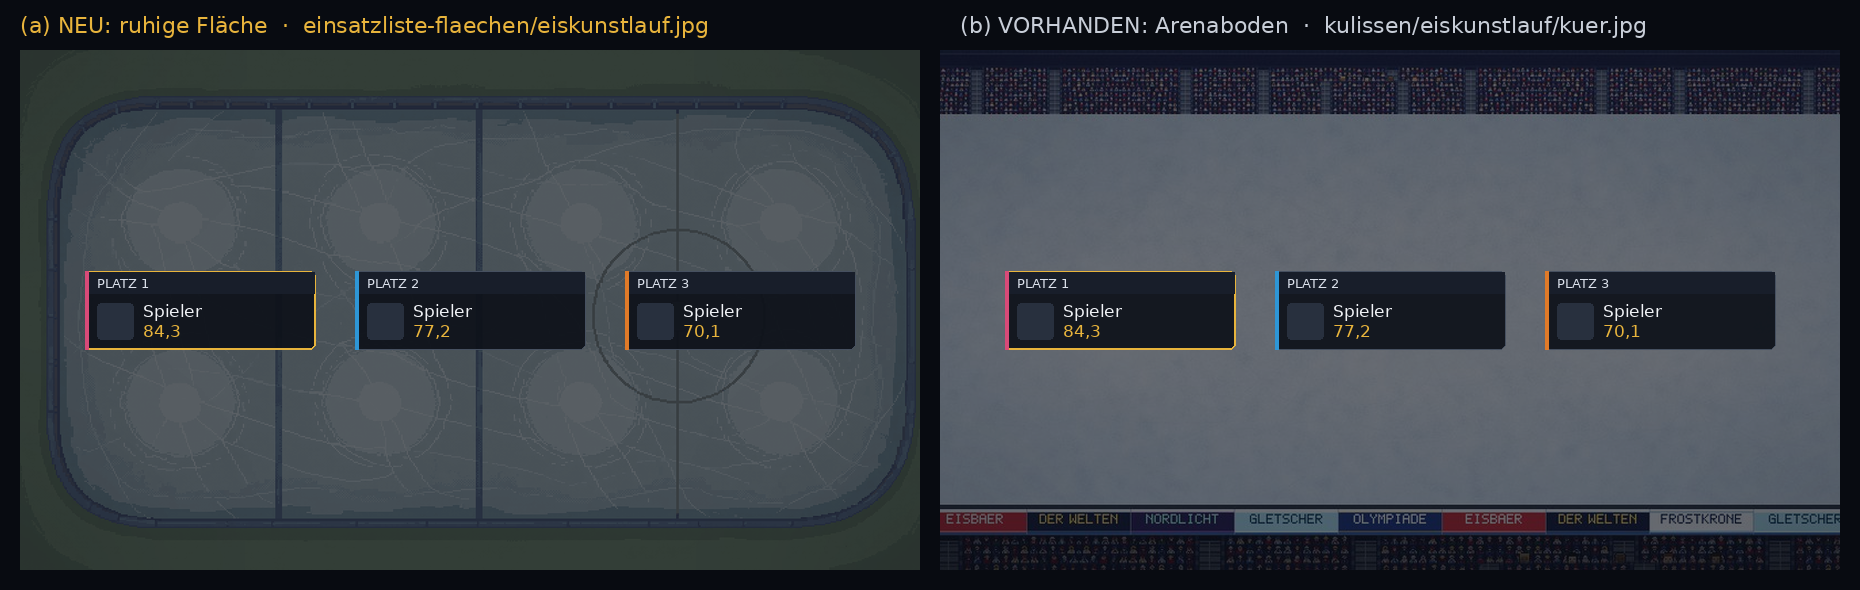 (a) NEU: ruhige Fläche · einsatzliste-flaechen/eiskunstlauf.jpg
PLATZ 1
Spieler
84,3
PLATZ 2
Spieler
77,2
PLATZ 3
Spieler
70,1
(b) VORHANDEN: Arenaboden · kulissen/eiskunstlauf/kuer.jpg
PLATZ 1
Spieler
84,3
PLATZ 2
Spieler
77,2
PLATZ 3
Spieler
70,1
EISBAER DER WELTEN NORDLICHT GLETSCHER OLYMPIADE EISBAER DER WELTEN FROSTKRONE GLETSCHER